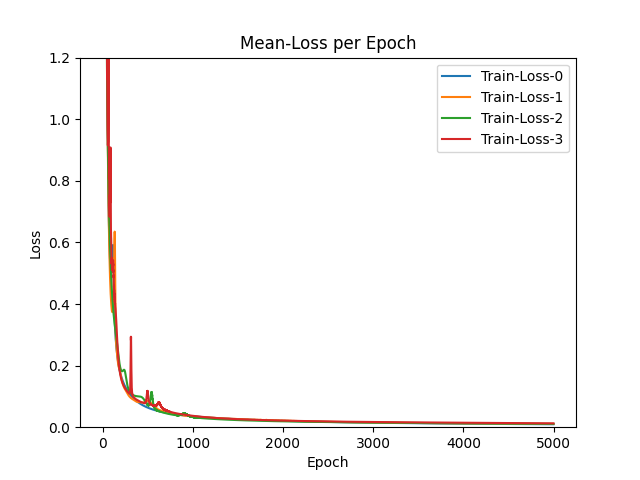 Mean-Loss per Epoch
1.2
1.0
0.8
0.6
0.4
0.2
0.0
Loss
Train-Loss-0
Train-Loss-1
Train-Loss-2
Train-Loss-3
0 1000 2000 3000 4000 5000
Epoch